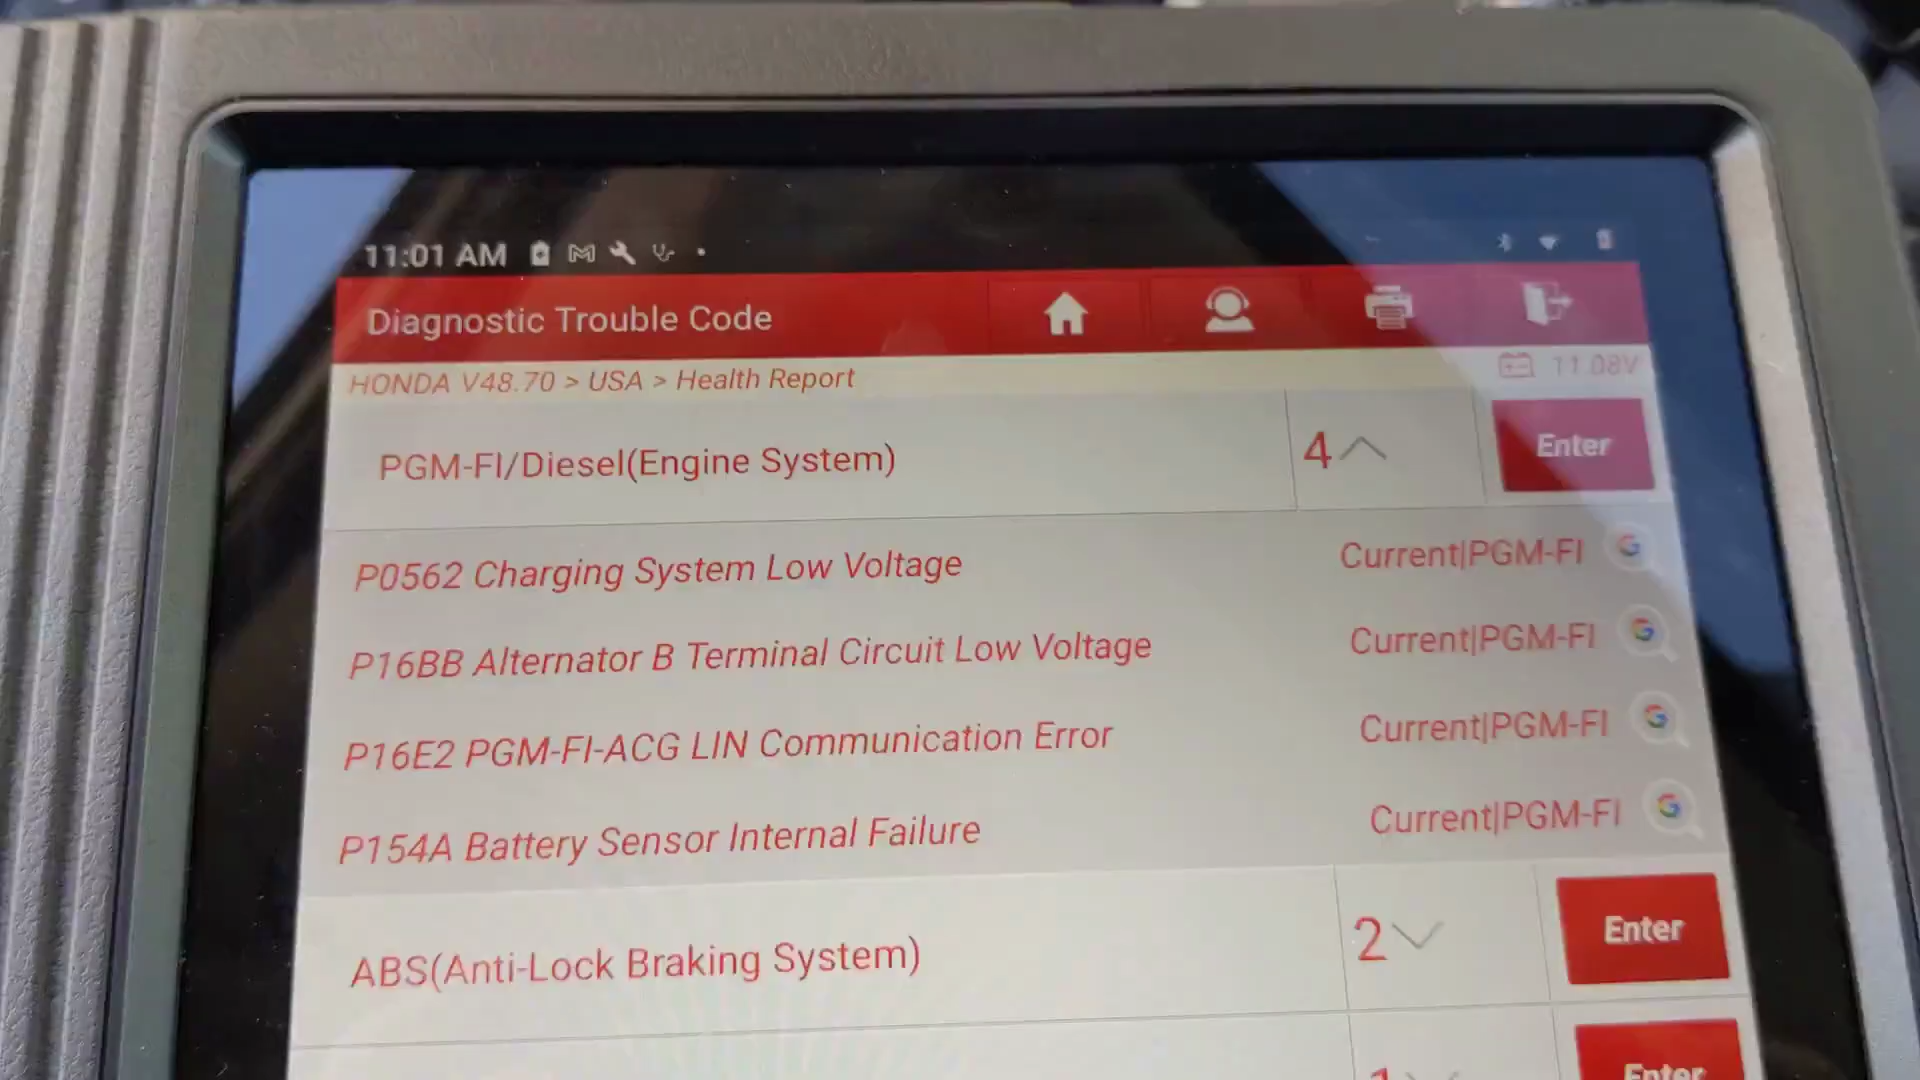 11:01 AM
Diagnostic Trouble Code
HONDA V48.70 > USA > Health Report
11.08V
PGM-FI/Diesel(Engine System)
4
Enter
P0562 Charging System Low Voltage
Current|PGM-FI
P16BB Alternator B Terminal Circuit Low Voltage
Current|PGM-FI
P16E2 PGM-FI-ACG LIN Communication Error
Current|PGM-FI
P154A Battery Sensor Internal Failure
Current|PGM-FI
ABS(Anti-Lock Braking System)
2
Enter
Enter